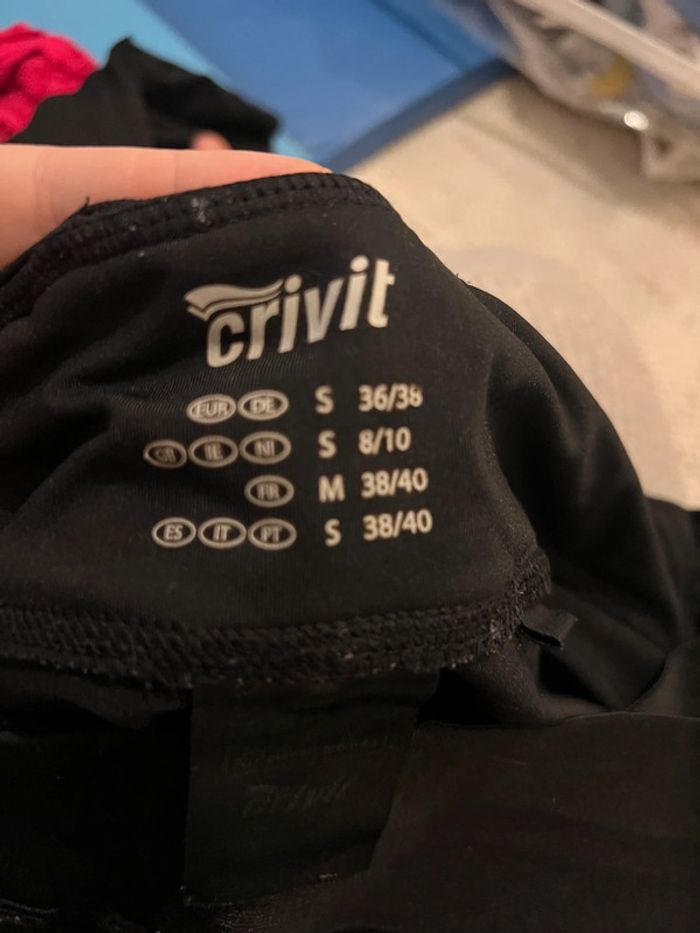 crivit
EUR DE S 36/38
GB IE NI S 8/10
FR M 38/40
ES IT PT S 38/40